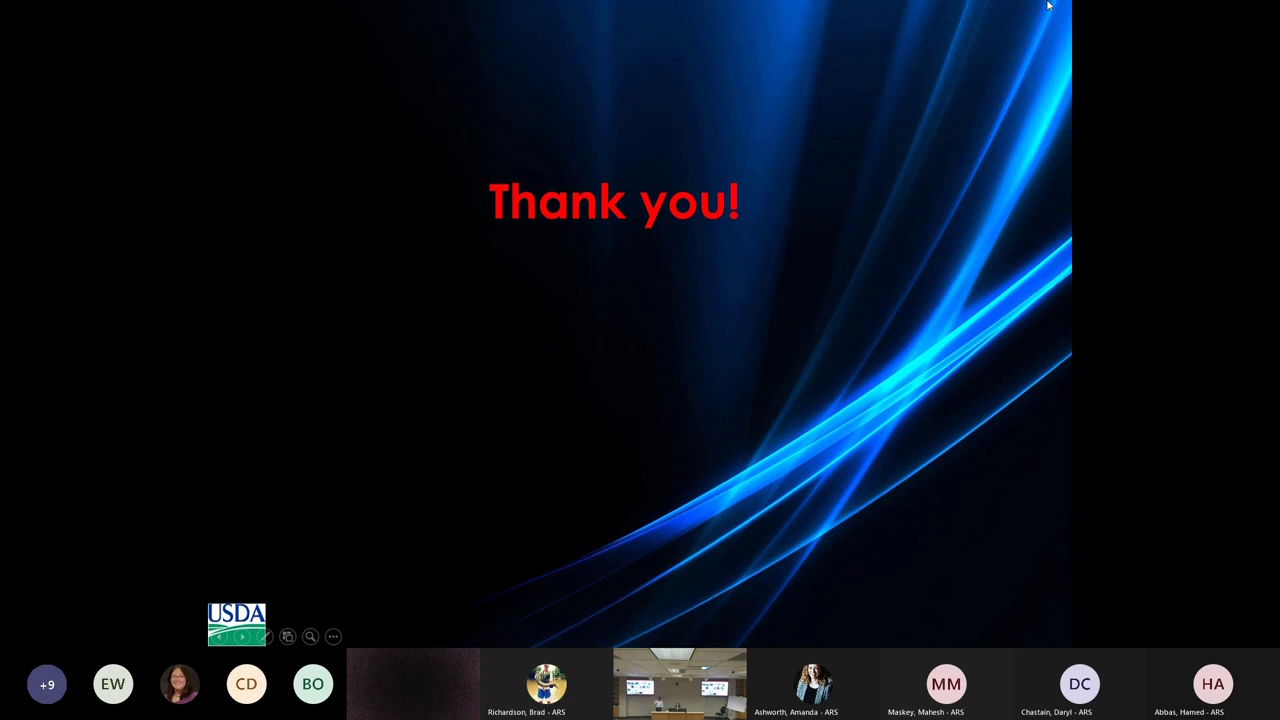 Thank you!
USDA
+9
EW
CD
BO
Richardson, Brad - ARS
Ashworth, Amanda - ARS
MM
Maskey, Mahesh - ARS
DC
Chastain, Daryl - ARS
HA
Abbas, Hamed - ARS